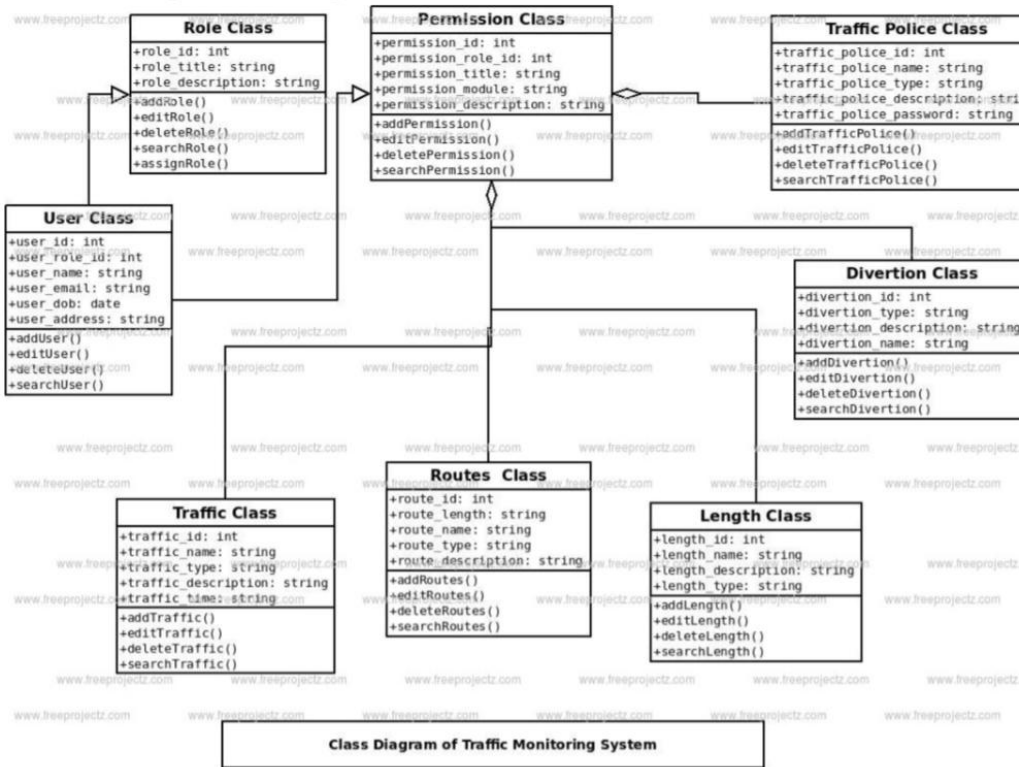 Role Class
+role_id: int
+role_title: string
+role_description: string
+addRole()
+editRole()
+deleteRole()
+searchRole()
+assignRole()
Permission Class
+permission_id: int
+permission_role_id: int
+permission_title: string
+permission_module: string
+permission_description: string
+addPermission()
+editPermission()
+deletePermission()
+searchPermission()
Traffic Police Class
+traffic_police_id: int
+traffic_police_name: string
+traffic_police_type: string
+traffic_police_description: stri
+traffic_police_password: string
+addTrafficPolice()
+editTrafficPolice()
+deleteTrafficPolice()
+searchTrafficPolice()
User Class
+user_id: int
+user_role_id: int
+user_name: string
+user_email: string
+user_dob: date
+user_address: string
+addUser()
+editUser()
+deleteUser()
+searchUser()
Divertion Class
+divertion_id: int
+divertion_type: string
+divertion_description: string
+divertion_name: string
+addDivertion()
+editDivertion()
+deleteDivertion()
+searchDivertion()
Traffic Class
+traffic_id: int
+traffic_name: string
+traffic_type: string
+traffic_description: string
+traffic_time: string
+addTraffic()
+editTraffic()
+deleteTraffic()
+searchTraffic()
Routes Class
+route_id: int
+route_length: string
+route_name: string
+route_type: string
+route_description: string
+addRoutes()
+editRoutes()
+deleteRoutes()
+searchRoutes()
Length Class
+length_id: int
+length_name: string
+length_description: string
+length_type: string
+addLength()
+editLength()
+deleteLength()
+searchLength()
Class Diagram of Traffic Monitoring System
www.freeprojectz.com